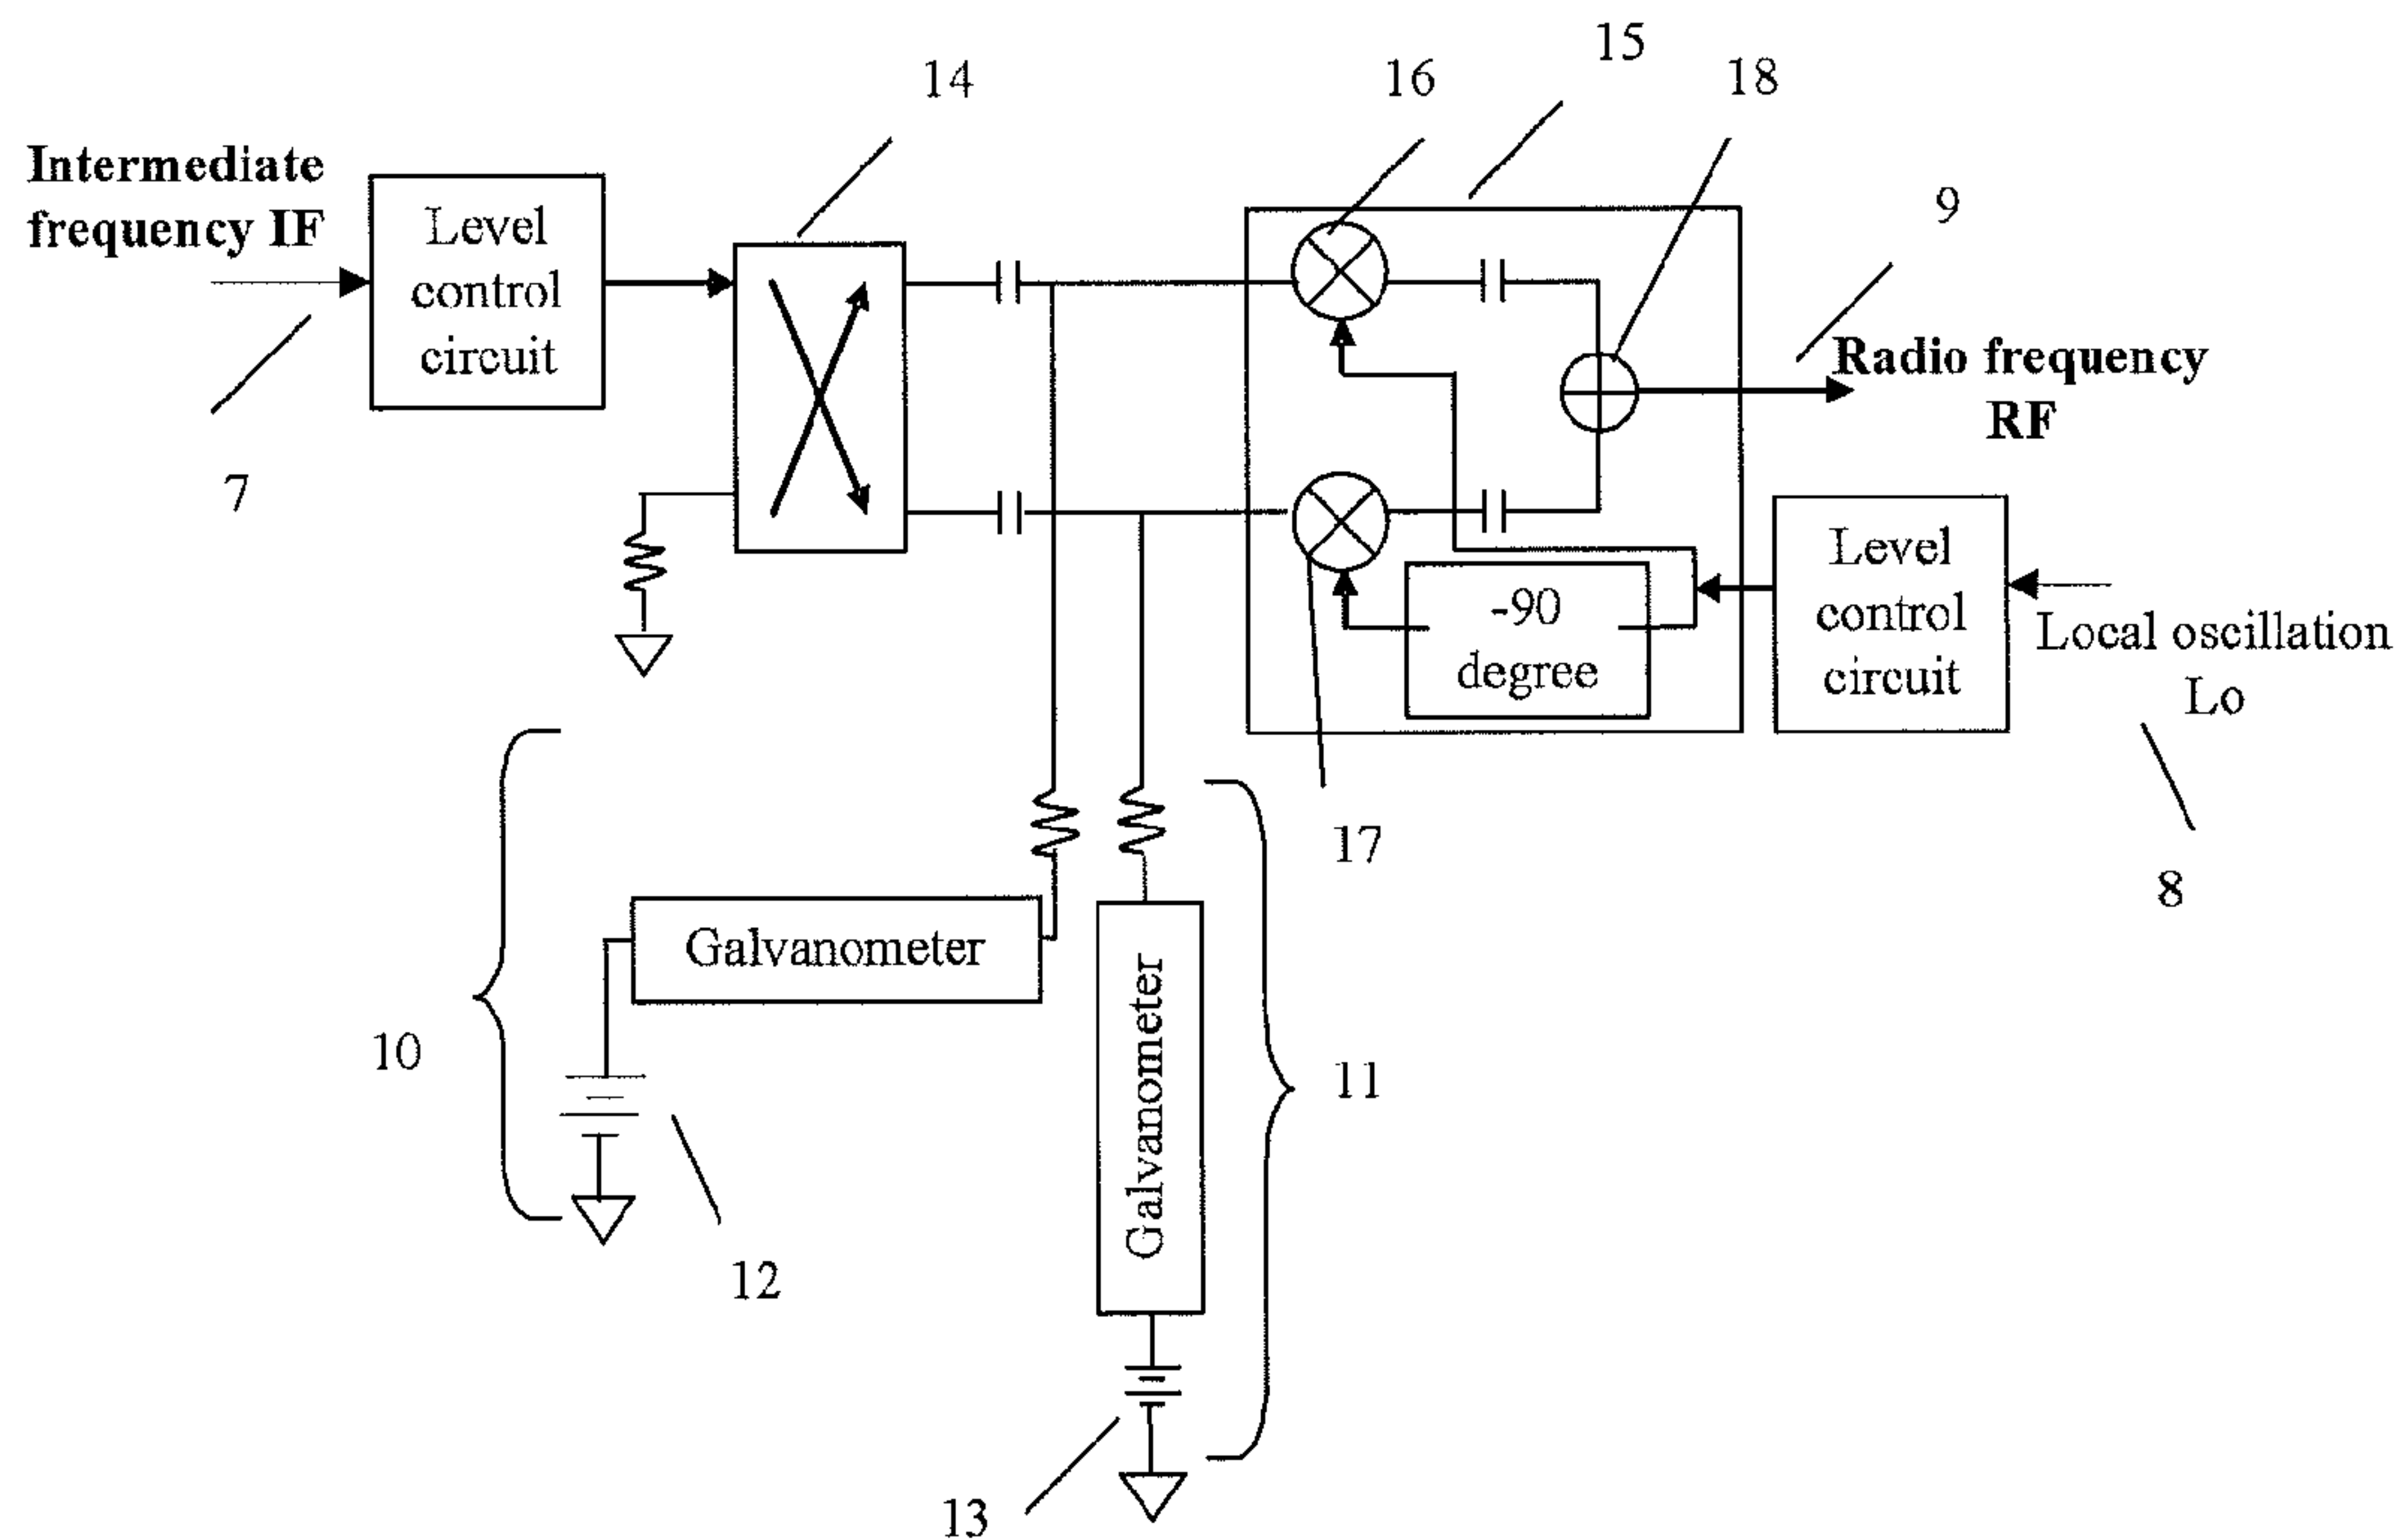 15
14
16
18
Intermediate
frequency IF
Level
control
circuit
9
Radio frequency
RF
7
Level
control
circuit
-90
degree
Local oscillation
Lo
17
8
Galvanometer
10
Galvanometer
11
12
13